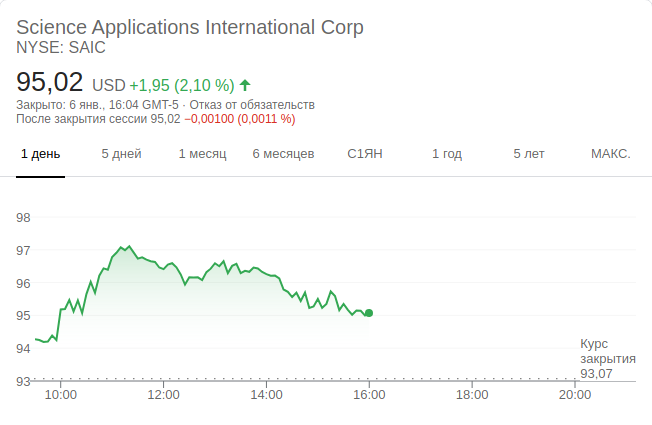 Science Applications International Corp
NYSE: SAIC
95,02 USD +1,95 (2,10 %)
Закрыто: 6 янв., 16:04 GMT-5 · Отказ от обязательств
После закрытия сессии 95,02 −0,00100 (0,0011 %)
1 день 5 дней 1 месяц 6 месяцев С1ЯН 1 год 5 лет МАКС.
98
97
96
95
94
Курс
закрытия
93,07
93
10:00 12:00 14:00 16:00 18:00 20:00